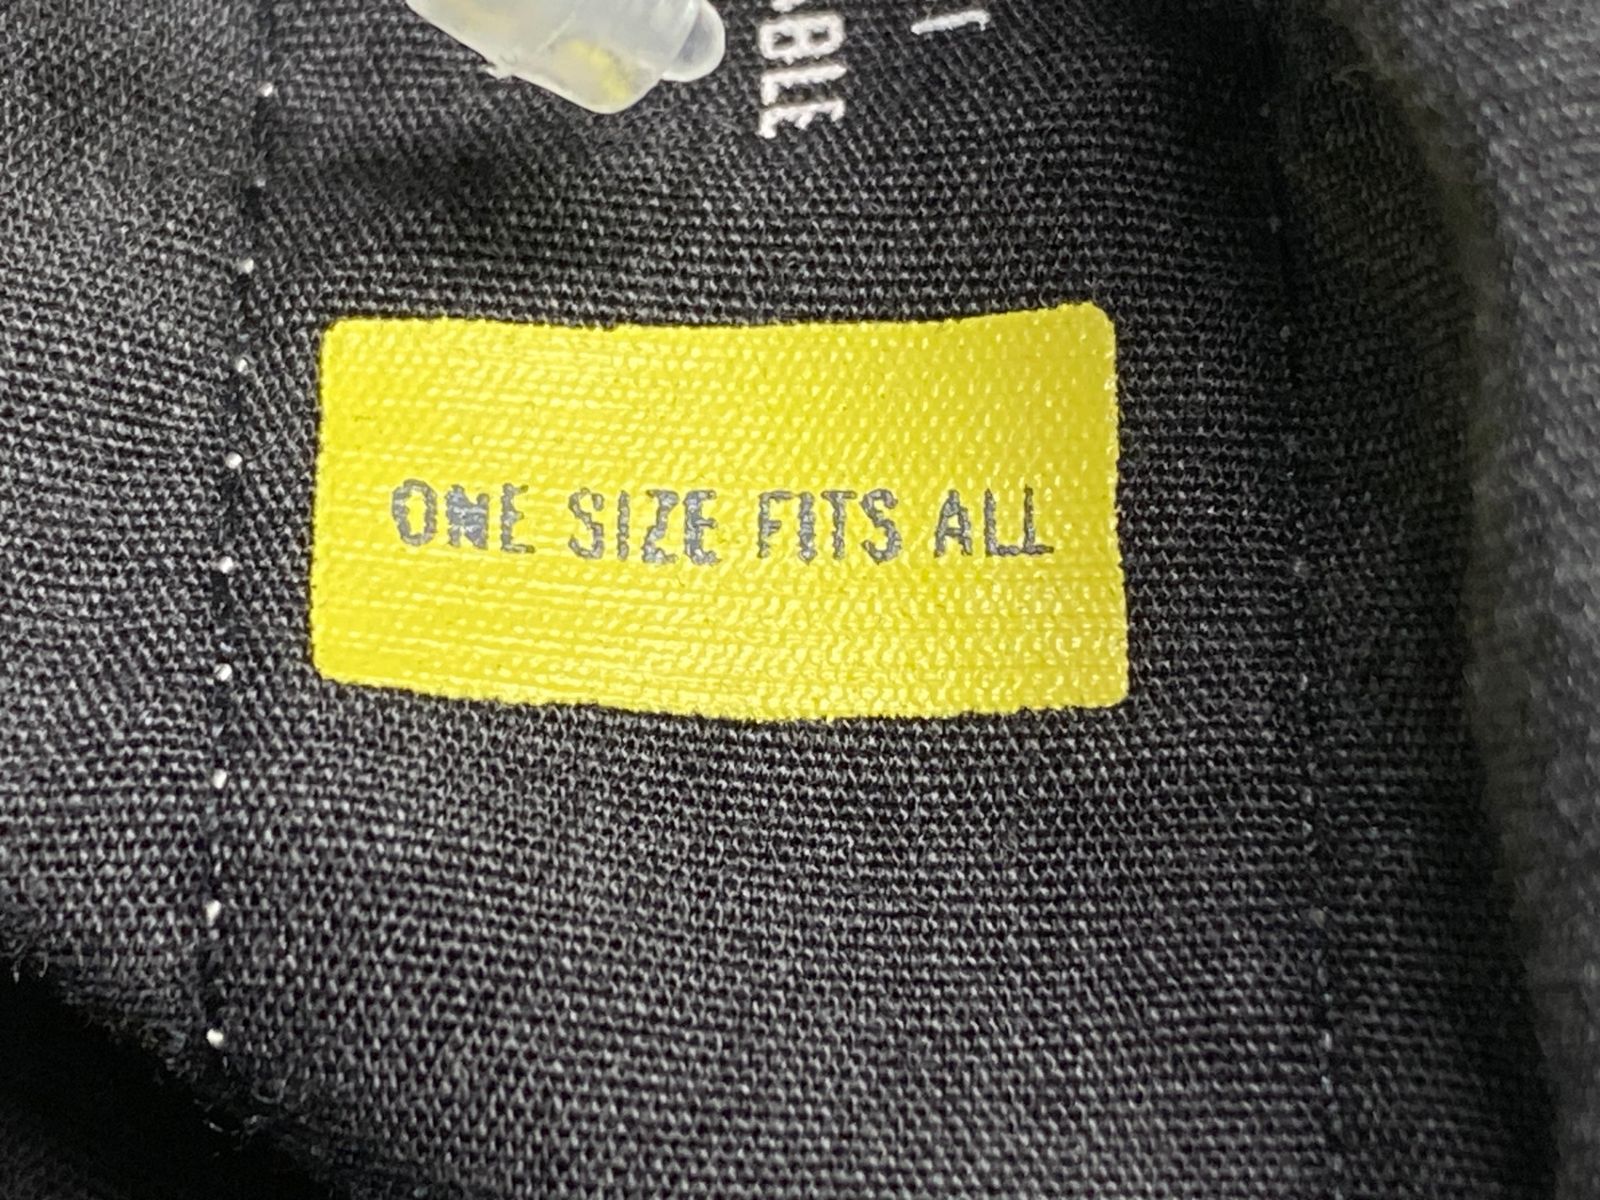 ONE SIZE FITS ALL